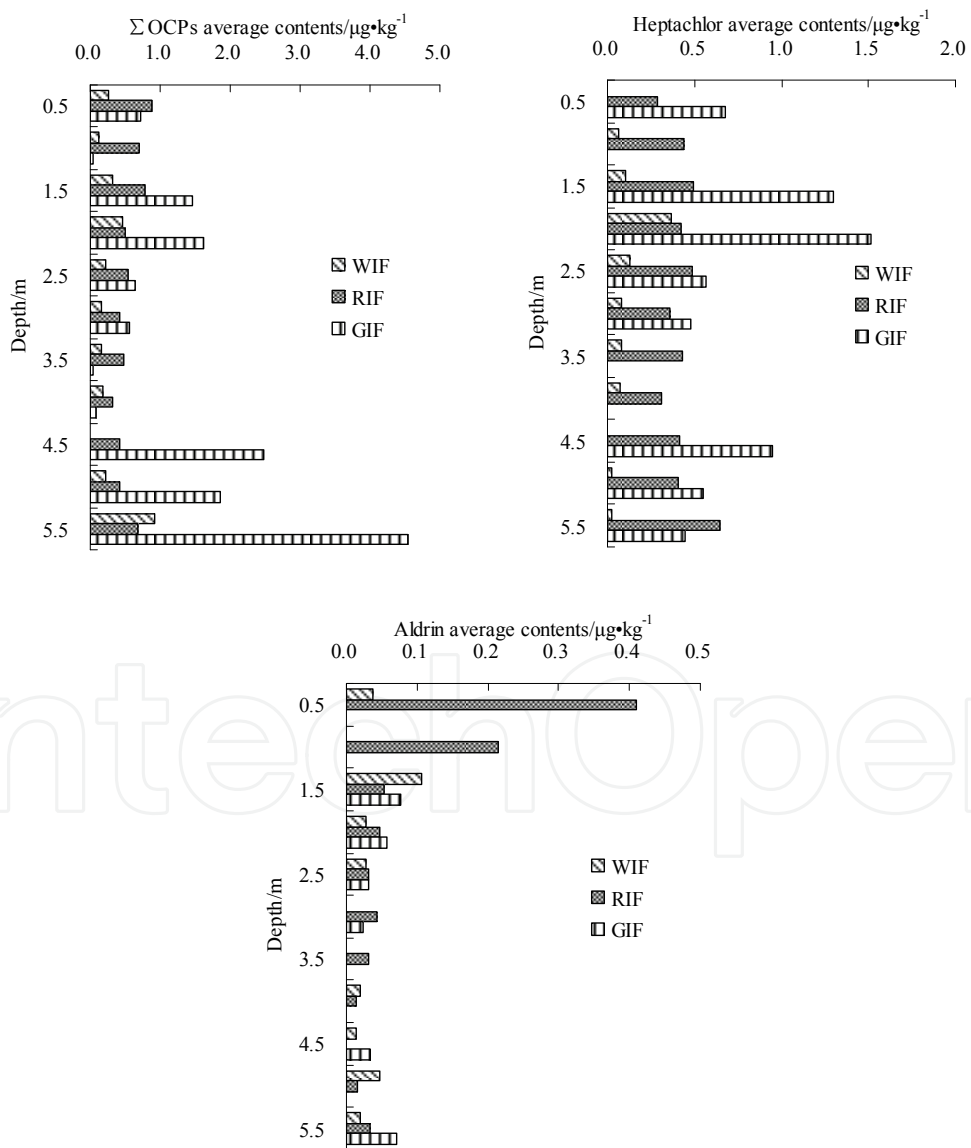 Σ OCPs average contents/μg•kg-1
0.0 1.0 2.0 3.0 4.0 5.0
Depth/m
0.5
1.5
2.5
3.5
4.5
5.5
WIF
RIF
GIF
Heptachlor average contents/μg•kg-1
0.0 0.5 1.0 1.5 2.0
Depth/m
0.5
1.5
2.5
3.5
4.5
5.5
WIF
RIF
GIF
Aldrin average contents/μg•kg-1
0.0 0.1 0.2 0.3 0.4 0.5
Depth/m
0.5
1.5
2.5
3.5
4.5
5.5
WIF
RIF
GIF
ntechOpe